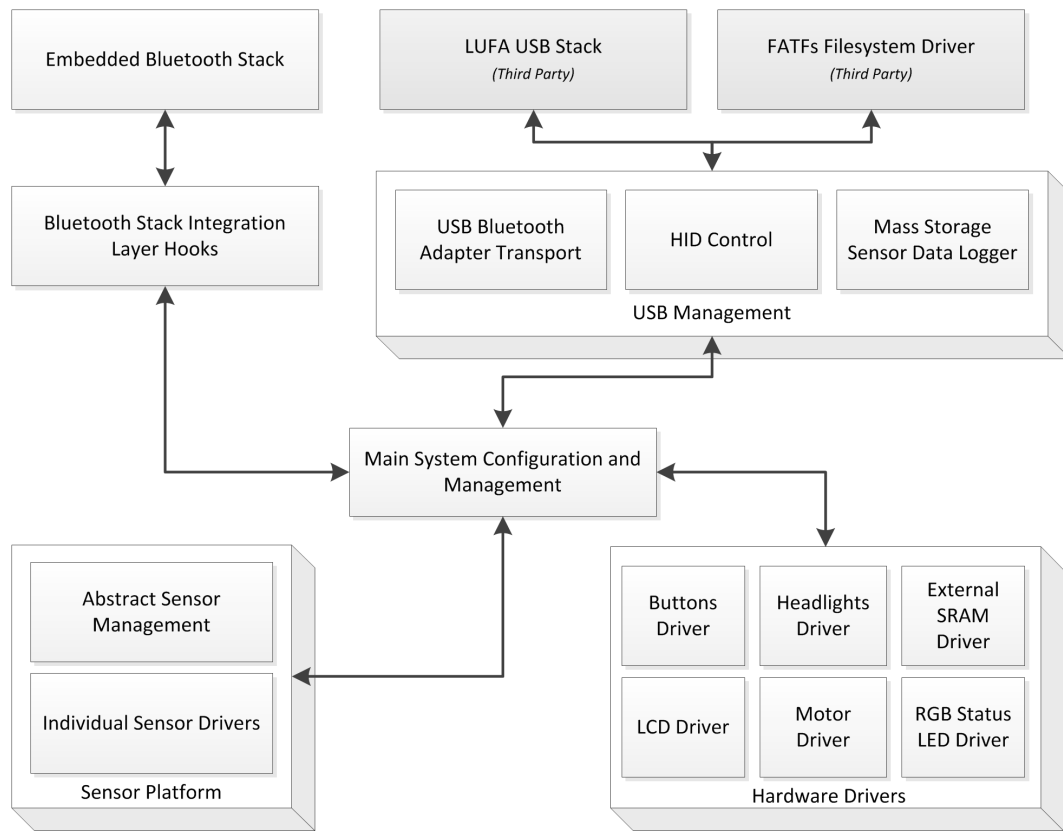 Embedded Bluetooth Stack
LUFA USB Stack
(Third Party)
FATFs Filesystem Driver
(Third Party)
Bluetooth Stack Integration
Layer Hooks
USB Bluetooth
Adapter Transport
HID Control
Mass Storage
Sensor Data Logger
USB Management
Main System Configuration and
Management
Abstract Sensor
Management
Individual Sensor Drivers
Sensor Platform
Buttons
Driver
Headlights
Driver
External
SRAM
Driver
LCD Driver
Motor
Driver
RGB Status
LED Driver
Hardware Drivers